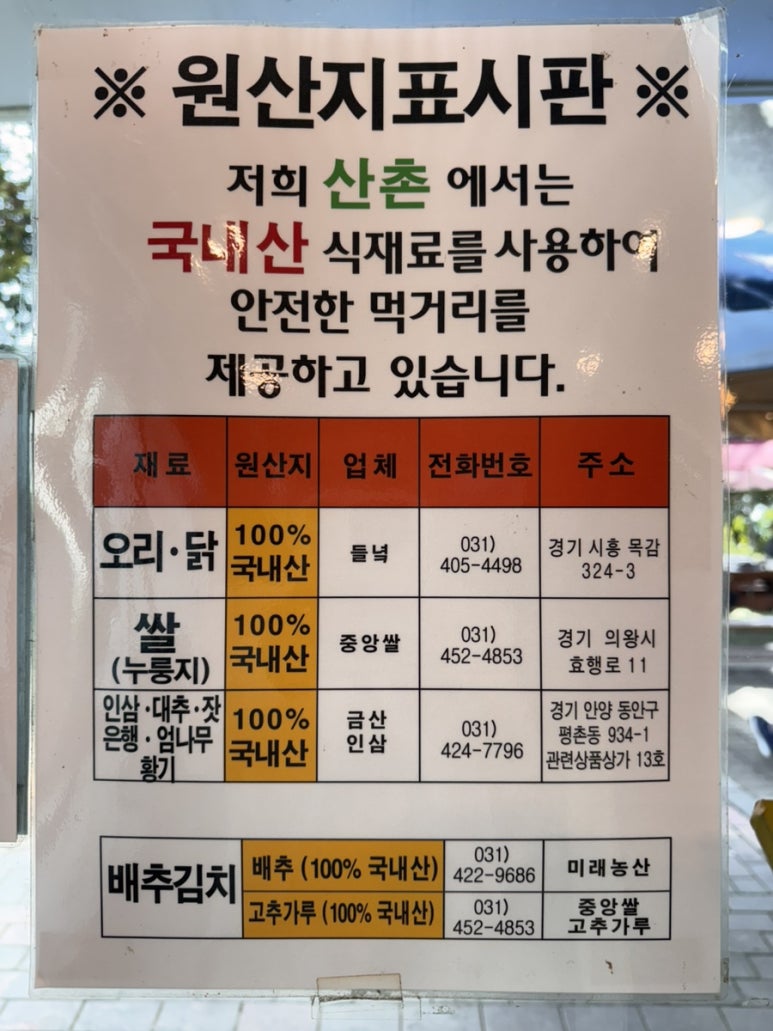 ※ 원산지표시판 ※
저희 산촌 에서는
국내산 식재료를 사용하여
안전한 먹거리를
제공하고 있습니다.
재료 원산지 업체 전화번호 주소
오리·닭
100%
국내산
들녘
031)
405-4498
경기 시흥 목감
324-3
쌀
(누룽지)
100%
국내산
중앙쌀
031)
452-4853
경기 의왕시
효행로 11
인삼·대추·잣
은행·엄나무
황기
100%
국내산
금산
인삼
031)
424-7796
경기 안양 동안구
평촌동 934-1
관련상품상가 13호
배추김치
배추 (100% 국내산)
031)
422-9686
미래농산
고추가루 (100% 국내산)
031)
452-4853
중앙쌀
고추가루